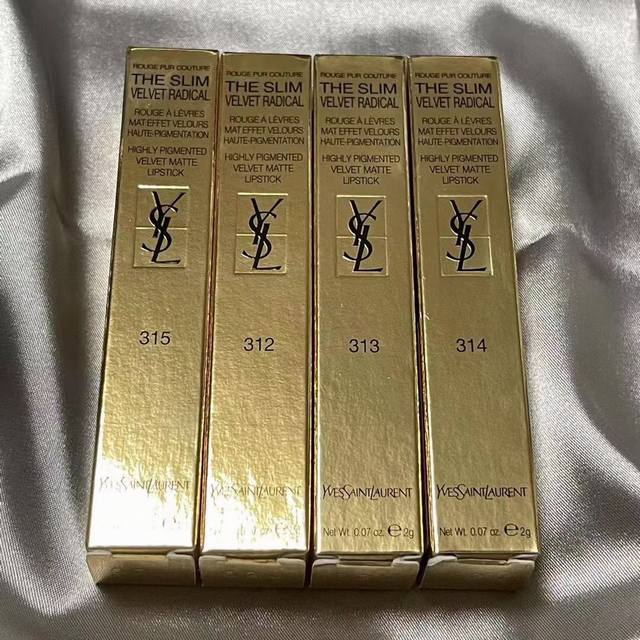 ROUGE PUR COUTURE
THE SLIM
VELVET RADICAL
ROUGE À LÈVRES
MAT EFFET VELOURS
HAUTE-PIGMENTATION
HIGHLY PIGMENTED
VELVET MATTE
LIPSTICK
YSL
315
YVESSAINTLAURENT
ROUGE PUR COUTURE
THE SLIM
VELVET RADICAL
ROUGE À LÈVRES
MAT EFFET VELOURS
HAUTE-PIGMENTATION
HIGHLY PIGMENTED
VELVET MATTE
LIPSTICK
YSL
312
YVESSAINTLAURENT
2g
ROUGE PUR COUTURE
THE SLIM
VELVET RADICAL
ROUGE À LÈVRES
MAT EFFET VELOURS
HAUTE-PIGMENTATION
HIGHLY PIGMENTED
VELVET MATTE
LIPSTICK
YSL
313
YVESSAINTLAURENT
Net Wt. 0.07 oz. ℮ 2g
ROUGE PUR COUTURE
THE SLIM
VELVET RADICAL
ROUGE À LÈVRES
MAT EFFET VELOURS
HAUTE-PIGMENTATION
HIGHLY PIGMENTED
VELVET MATTE
LIPSTICK
YSL
314
YVESSAINTLAURENT
Net Wt. 0.07 oz. ℮ 2g